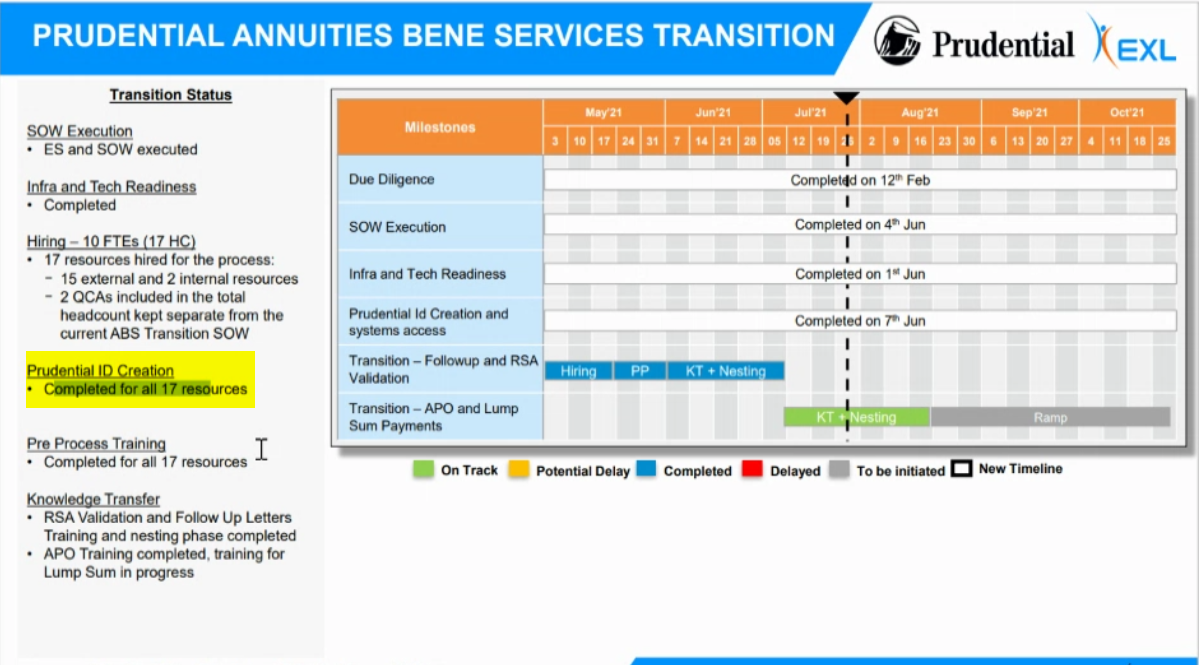 PRUDENTIAL ANNUITIES BENE SERVICES TRANSITION
Prudential
EXL
Transition Status
SOW Execution
• ES and SOW executed
Infra and Tech Readiness
• Completed
Hiring – 10 FTEs (17 HC)
• 17 resources hired for the process:
− 15 external and 2 internal resources
− 2 QCAs included in the total
headcount kept separate from the
current ABS Transition SOW
Prudential ID Creation
• Completed for all 17 resources
Pre Process Training
• Completed for all 17 resources
Knowledge Transfer
• RSA Validation and Follow Up Letters
Training and nesting phase completed
• APO Training completed, training for
Lump Sum in progress
Milestones
May'21 Jun'21 Jul'21 Aug'21 Sep'21 Oct'21
3 10 17 24 31 7 14 21 28 05 12 19 2 9 16 23 30 6 13 20 27 4 11 18 25
Due Diligence
Completed on 12th Feb
SOW Execution
Completed on 4th Jun
Infra and Tech Readiness
Completed on 1st Jun
Prudential Id Creation and
systems access
Completed on 7th Jun
Transition – Followup and RSA
Validation
Hiring PP KT + Nesting
Transition – APO and Lump
Sum Payments
KT + Nesting Ramp
On Track Potential Delay Completed Delayed To be initiated New Timeline